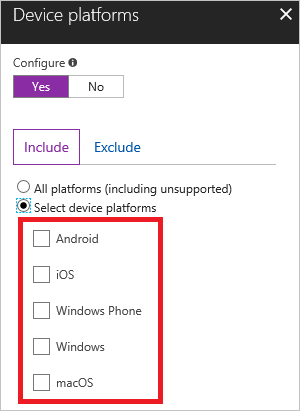 Device platforms
Configure
Yes No
Include Exclude
All platforms (including unsupported)
Select device platforms
Android
iOS
Windows Phone
Windows
macOS